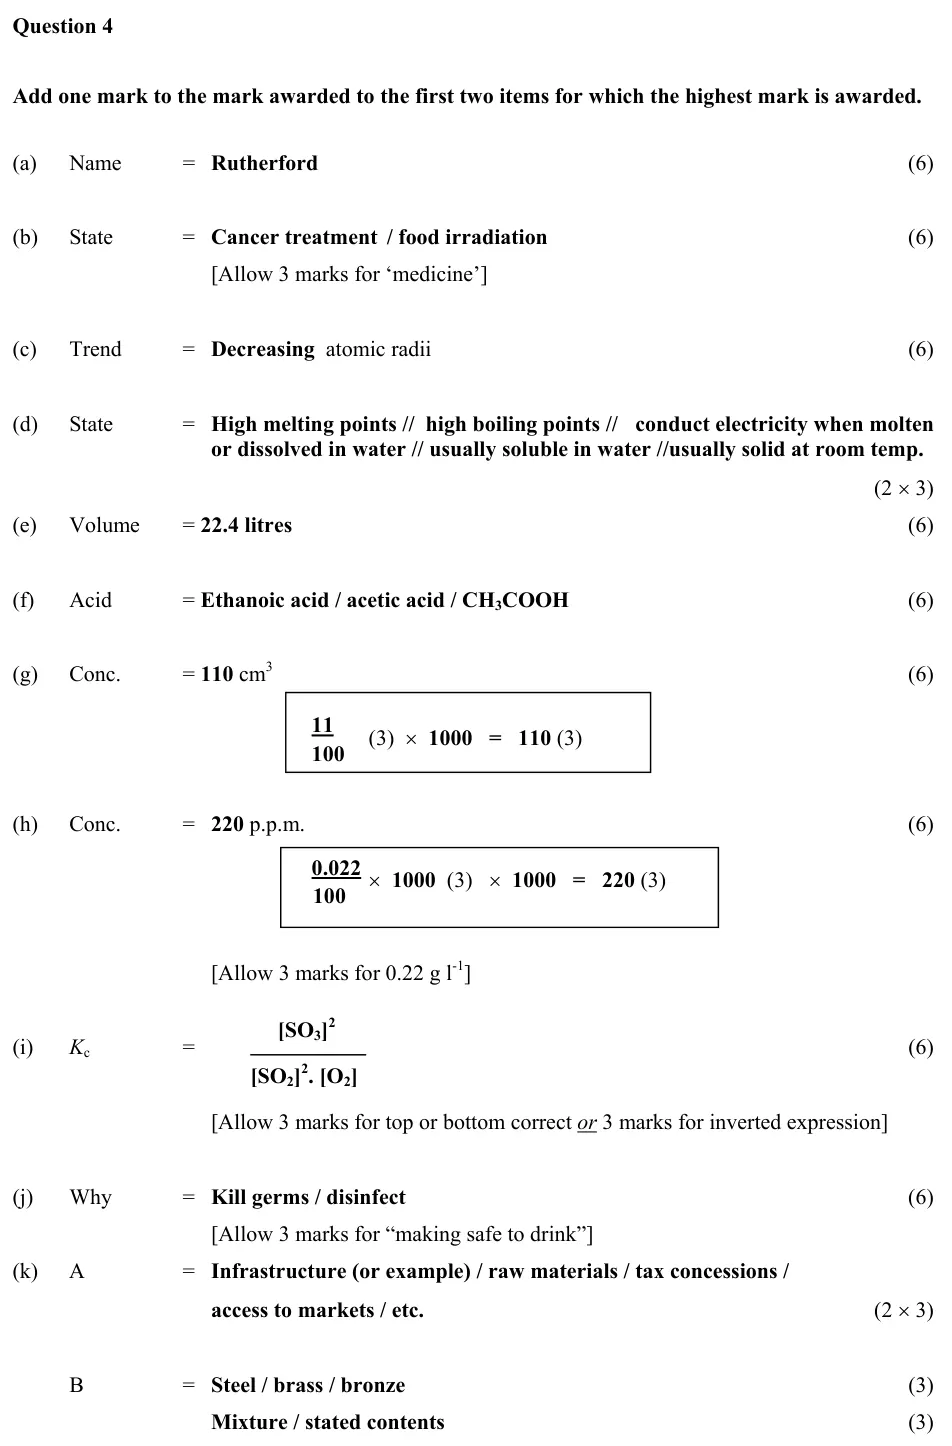 Question 4
Add one mark to the mark awarded to the first two items for which the highest mark is awarded.
(a) Name = Rutherford (6)
(b) State = Cancer treatment / food irradiation (6)
[Allow 3 marks for ‘medicine’]
(c) Trend = Decreasing atomic radii (6)
(d) State = High melting points // high boiling points // conduct electricity when molten
or dissolved in water // usually soluble in water //usually solid at room temp.
(2 × 3)
(e) Volume = 22.4 litres (6)
(f) Acid = Ethanoic acid / acetic acid / CH₃COOH (6)
(g) Conc. = 110 cm³ (6)
11
(3) × 1000 = 110 (3)
100
(h) Conc. = 220 p.p.m. (6)
0.022
× 1000 (3) × 1000 = 220 (3)
100
[Allow 3 marks for 0.22 g l⁻¹]
[SO₃]²
(i) Kc = (6)
[SO₂]². [O₂]
[Allow 3 marks for top or bottom correct or 3 marks for inverted expression]
(j) Why = Kill germs / disinfect (6)
[Allow 3 marks for “making safe to drink”]
(k) A = Infrastructure (or example) / raw materials / tax concessions /
access to markets / etc. (2 × 3)
B = Steel / brass / bronze (3)
Mixture / stated contents (3)